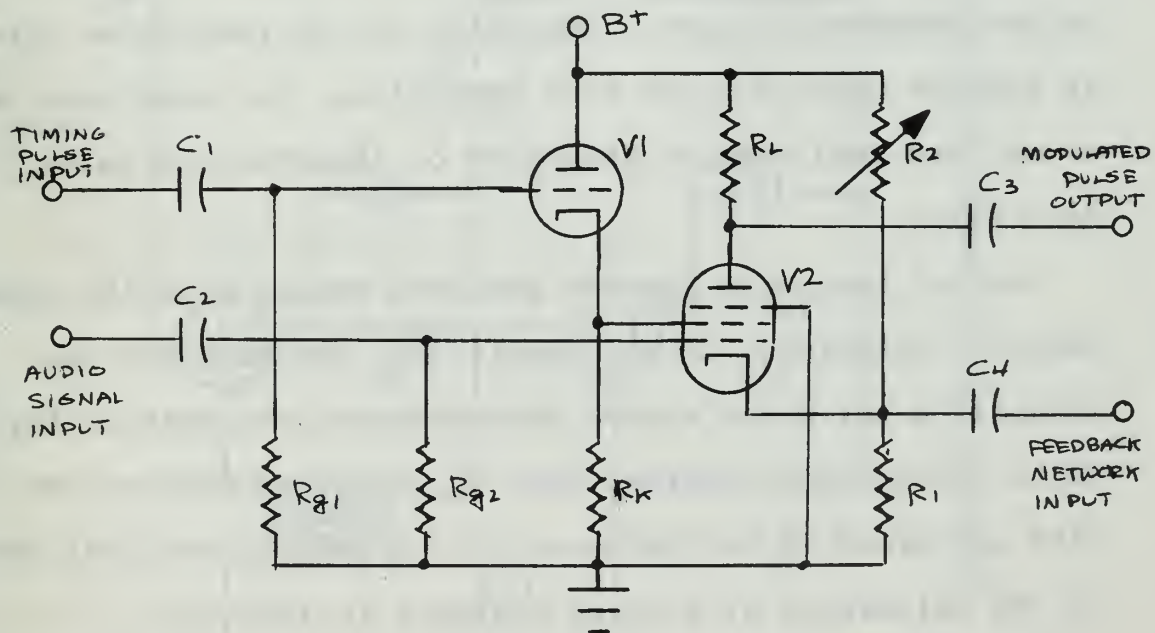 B+
TIMING
PULSE
INPUT
C1
V1
RL
R2
MODULATED
PULSE
OUTPUT
C3
C2
V2
AUDIO
SIGNAL
INPUT
C4
Rg1
Rg2
RK
R1
FEEDBACK
NETWORK
INPUT